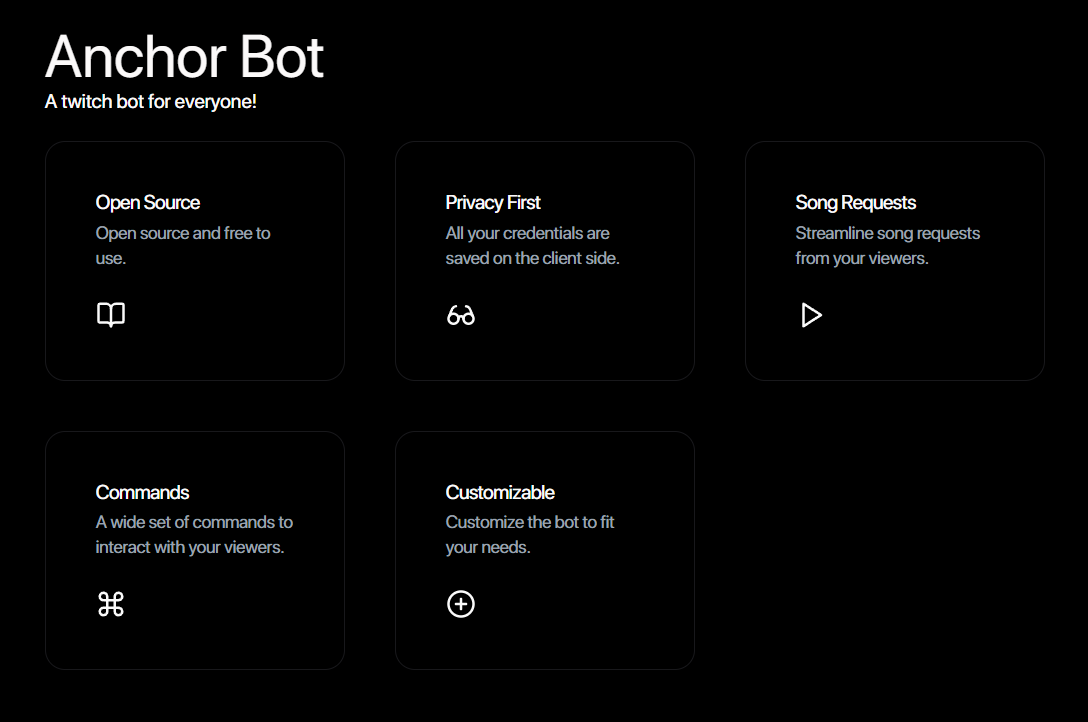 Anchor Bot
A twitch bot for everyone!
Open Source
Open source and free to
use.
Privacy First
All your credentials are
saved on the client side.
Song Requests
Streamline song requests
from your viewers.
Commands
A wide set of commands to
interact with your viewers.
Customizable
Customize the bot to fit
your needs.